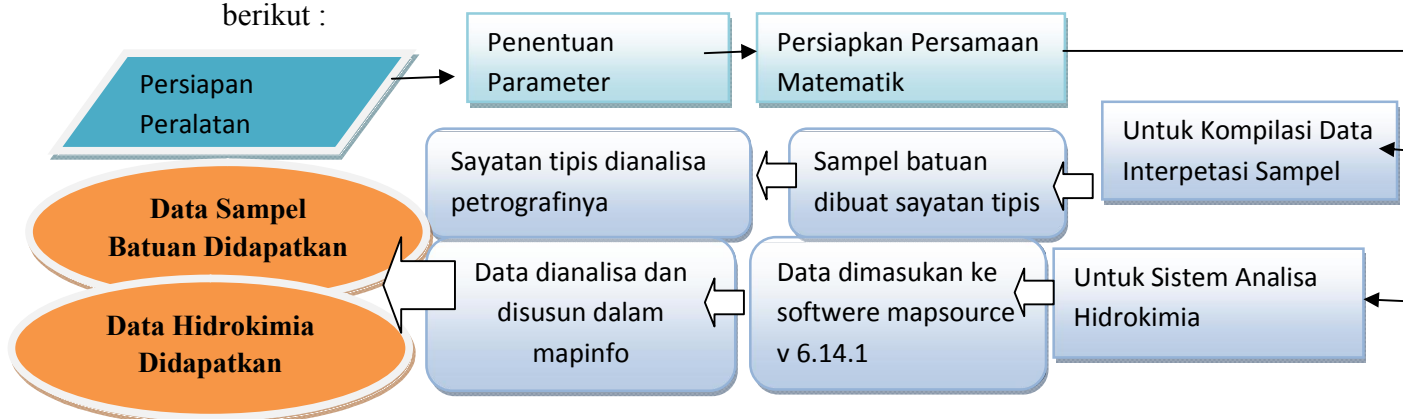 berikut :
Persiapan
Peralatan
Penentuan
Parameter
Persiapkan Persamaan
Matematik
Untuk Kompilasi Data
Interpetasi Sampel
Sampel batuan
dibuat sayatan tipis
Sayatan tipis dianalisa
petrografinya
Data Sampel
Batuan Didapatkan
Untuk Sistem Analisa
Hidrokimia
Data dimasukan ke
softwere mapsource
v 6.14.1
Data dianalisa dan
disusun dalam
mapinfo
Data Hidrokimia
Didapatkan